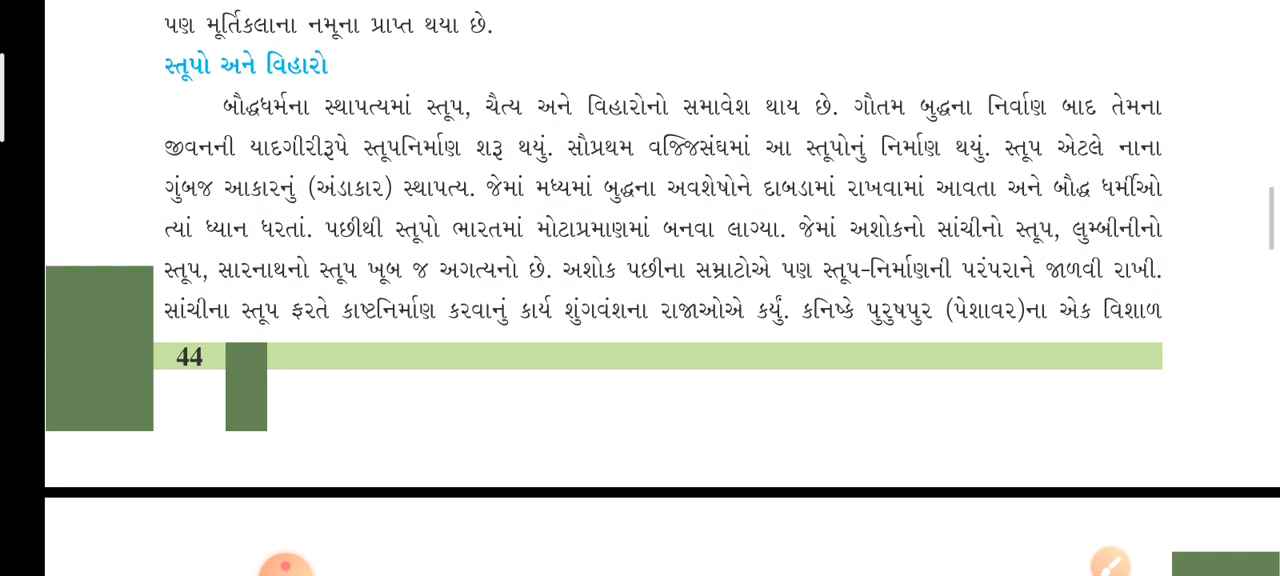 પણ મૂર્તિકલાના નમૂના પ્રાપ્ત થયા છે.
સ્તૂપો અને વિહારો
બૌદ્ધધર્મના સ્થાપત્યમાં સ્તૂપ, ચૈત્ય અને વિહારોનો સમાવેશ થાય છે. ગૌતમ બુદ્ધના નિર્વાણ બાદ તેમના
જીવનની યાદગીરીરૂપે સ્તૂપનિર્માણ શરૂ થયું. સૌપ્રથમ વજ્જિસંઘમાં આ સ્તૂપોનું નિર્માણ થયું. સ્તૂપ એટલે નાના
ગુંબજ આકારનું (અંડાકાર) સ્થાપત્ય. જેમાં મધ્યમાં બુદ્ધના અવશેષોને દાબડામાં રાખવામાં આવતા અને બૌદ્ધ ધર્મીઓ
ત્યાં ધ્યાન ધરતાં. પછીથી સ્તૂપો ભારતમાં મોટાપ્રમાણમાં બનવા લાગ્યા. જેમાં અશોકનો સાંચીનો સ્તૂપ, લુમ્બીનીનો
સ્તૂપ, સારનાથનો સ્તૂપ ખૂબ જ અગત્યનો છે. અશોક પછીના સમ્રાટોએ પણ સ્તૂપ-નિર્માણની પરંપરાને જાળવી રાખી.
સાંચીના સ્તૂપ ફરતે કાષ્ટનિર્માણ કરવાનું કાર્ય શુંગવંશના રાજાઓએ કર્યું. કનિષ્કે પુરુષપુર (પેશાવર)ના એક વિશાળ
44